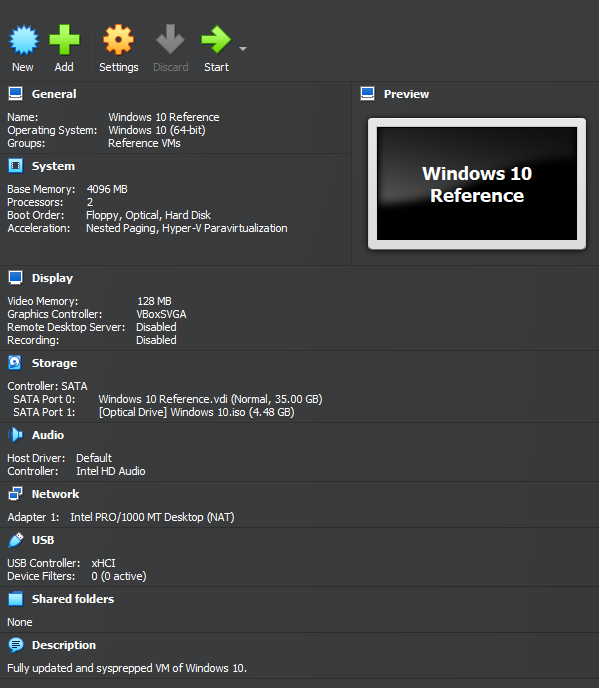 New Add Settings Discard Start
General
Name: Windows 10 Reference
Operating System: Windows 10 (64-bit)
Groups: Reference VMs
Preview
Windows 10
Reference
System
Base Memory: 4096 MB
Processors: 2
Boot Order: Floppy, Optical, Hard Disk
Acceleration: Nested Paging, Hyper-V Paravirtualization
Display
Video Memory: 128 MB
Graphics Controller: VBoxSVGA
Remote Desktop Server: Disabled
Recording: Disabled
Storage
Controller: SATA
SATA Port 0: Windows 10 Reference.vdi (Normal, 35.00 GB)
SATA Port 1: [Optical Drive] Windows 10.iso (4.48 GB)
Audio
Host Driver: Default
Controller: Intel HD Audio
Network
Adapter 1: Intel PRO/1000 MT Desktop (NAT)
USB
USB Controller: xHCI
Device Filters: 0 (0 active)
Shared folders
None
Description
Fully updated and sysprepped VM of Windows 10.